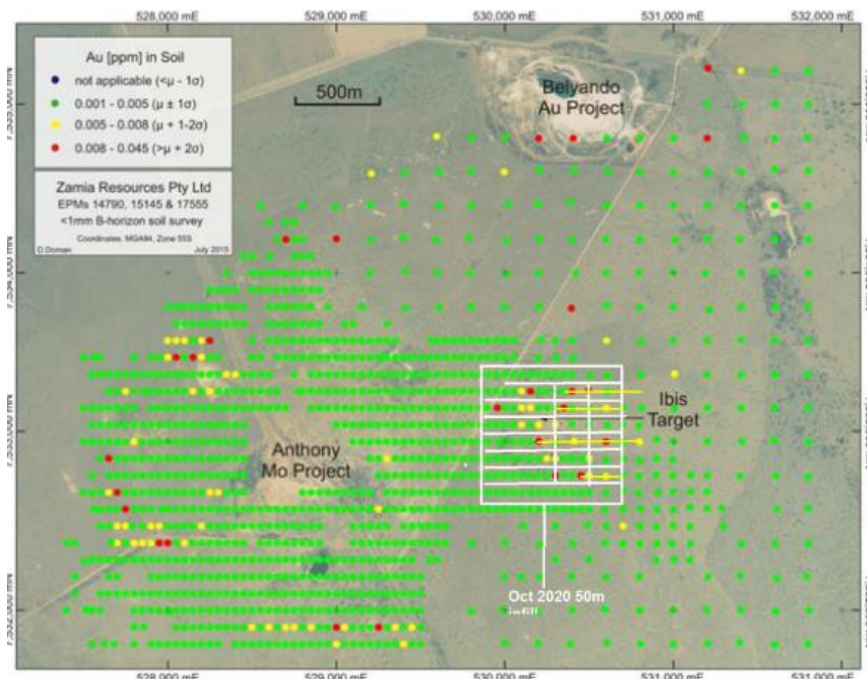 528,000 mE
529,000 mE
530,000 mE
531,000 mE
532,000 mE
Au [ppm] in Soil
not applicable (<μ - 1σ)
0.001 - 0.005 (μ ± 1σ)
0.005 - 0.008 (μ + 1-2σ)
0.008 - 0.045 (>μ + 2σ)
Zamia Resources Pty Ltd
EPMs 14790, 15145 & 17555
<1mm B-horizon soil survey
Coordinates: MGA94, Zone 55S
D.Doman
July 2015
500m
Belyando
Au Project
Ibis
Target
Anthony
Mo Project
Oct 2020 50m
528,000 mE
529,000 mE
530,000 mE
531,000 mE